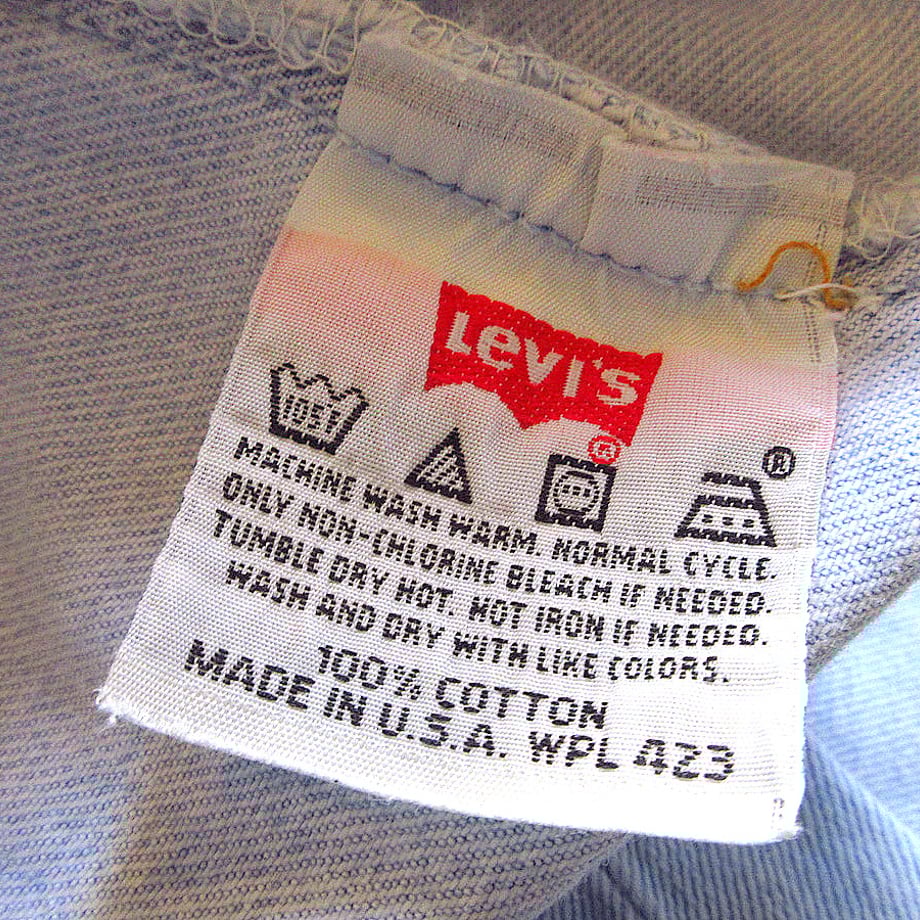 Levi's
®
105F
®
MACHINE WASH WARM. NORMAL CYCLE.
ONLY NON-CHLORINE BLEACH IF NEEDED.
TUMBLE DRY HOT. HOT IRON IF NEEDED.
WASH AND DRY WITH LIKE COLORS.
100% COTTON
MADE IN U.S.A. WPL 423